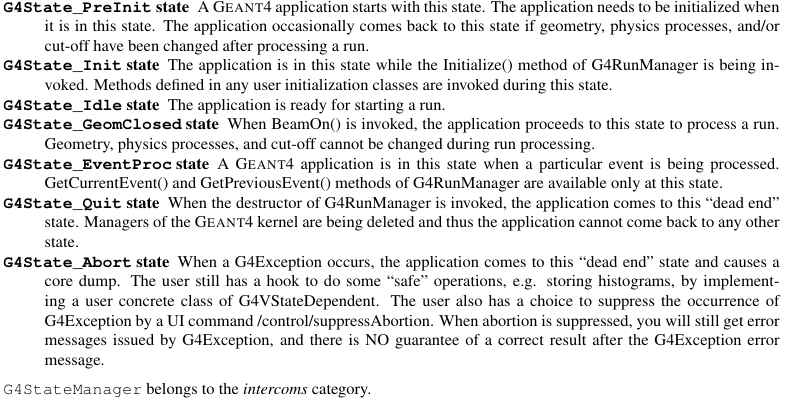 G4State_PreInit state A GEANT4 application starts with this state. The application needs to be initialized when
it is in this state. The application occasionally comes back to this state if geometry, physics processes, and/or
cut-off have been changed after processing a run.
G4State_Init state The application is in this state while the Initialize() method of G4RunManager is being in-
voked. Methods defined in any user initialization classes are invoked during this state.
G4State_Idle state The application is ready for starting a run.
G4State_GeomClosed state When BeamOn() is invoked, the application proceeds to this state to process a run.
Geometry, physics processes, and cut-off cannot be changed during run processing.
G4State_EventProc state A GEANT4 application is in this state when a particular event is being processed.
GetCurrentEvent() and GetPreviousEvent() methods of G4RunManager are available only at this state.
G4State_Quit state When the destructor of G4RunManager is invoked, the application comes to this “dead end”
state. Managers of the GEANT4 kernel are being deleted and thus the application cannot come back to any other
state.
G4State_Abort state When a G4Exception occurs, the application comes to this “dead end” state and causes a
core dump. The user still has a hook to do some “safe” operations, e.g. storing histograms, by implement-
ing a user concrete class of G4VStateDependent. The user also has a choice to suppress the occurrence of
G4Exception by a UI command /control/suppressAbortion. When abortion is suppressed, you will still get error
messages issued by G4Exception, and there is NO guarantee of a correct result after the G4Exception error
message.
G4StateManager belongs to the intercoms category.